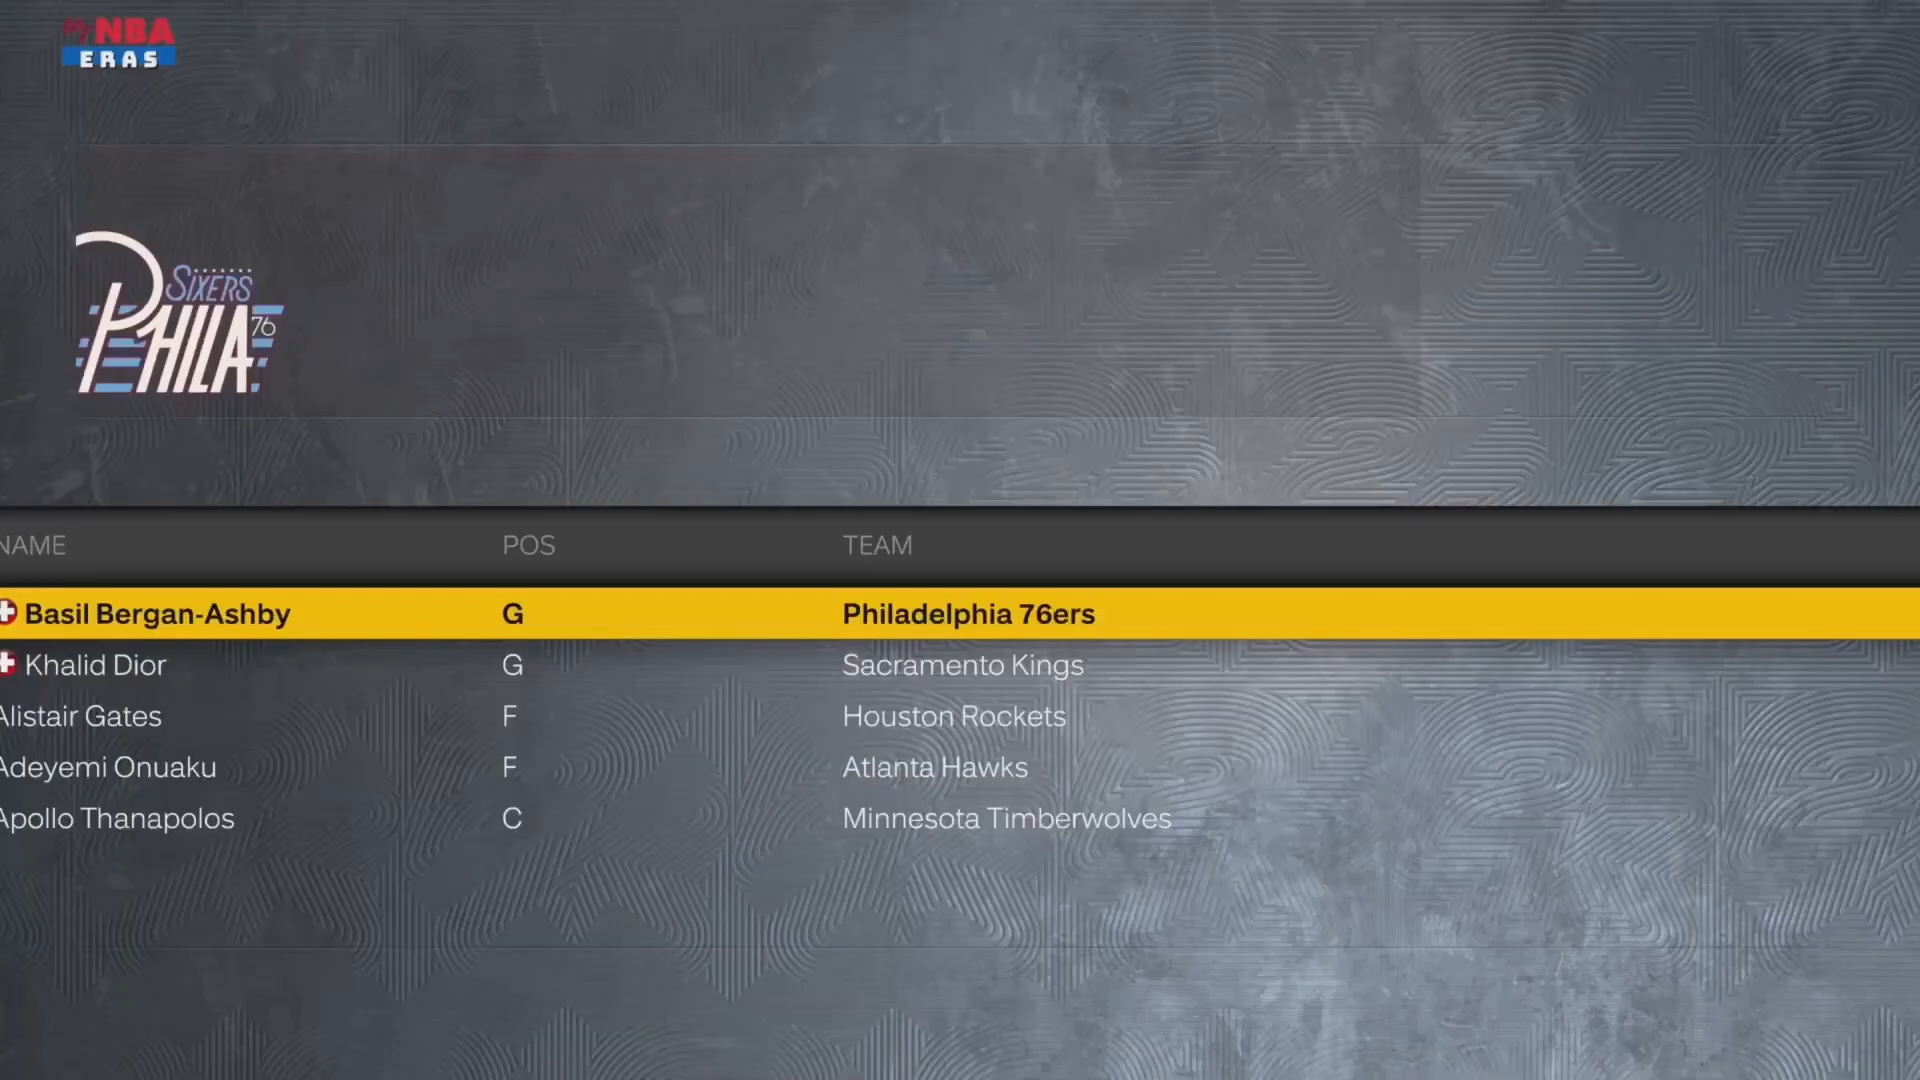 My NBA
ERAS
SIXERS
PHILA 76
NAME POS TEAM
Basil Bergan-Ashby G Philadelphia 76ers
Khalid Dior G Sacramento Kings
Alistair Gates F Houston Rockets
Adeyemi Onuaku F Atlanta Hawks
Apollo Thanapolos C Minnesota Timberwolves